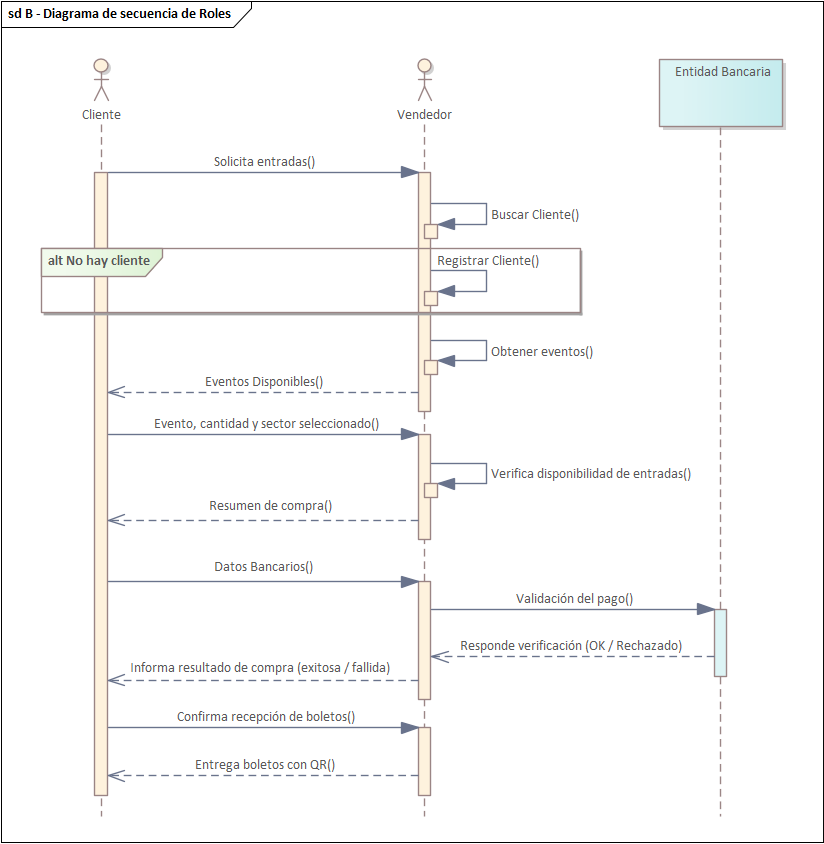 sd B - Diagrama de secuencia de Roles
Cliente
Vendedor
Entidad Bancaria
Solicita entradas()
Buscar Cliente()
alt No hay cliente
Registrar Cliente()
Obtener eventos()
Eventos Disponibles()
Evento, cantidad y sector seleccionado()
Verifica disponibilidad de entradas()
Resumen de compra()
Datos Bancarios()
Validación del pago()
Responde verificación (OK / Rechazado)
Informa resultado de compra (exitosa / fallida)
Confirma recepción de boletos()
Entrega boletos con QR()